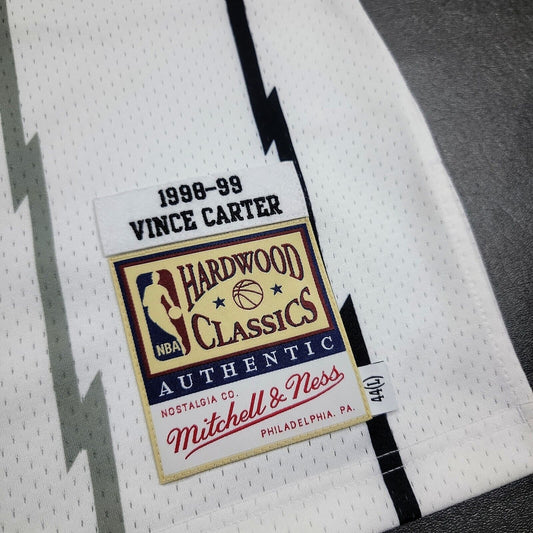 1998-99
VINCE CARTER
HARDWOOD
CLASSICS
NBA
AUTHENTIC
NOSTALGIA CO.
Mitchell & Ness
PHILADELPHIA, PA.
44(L)